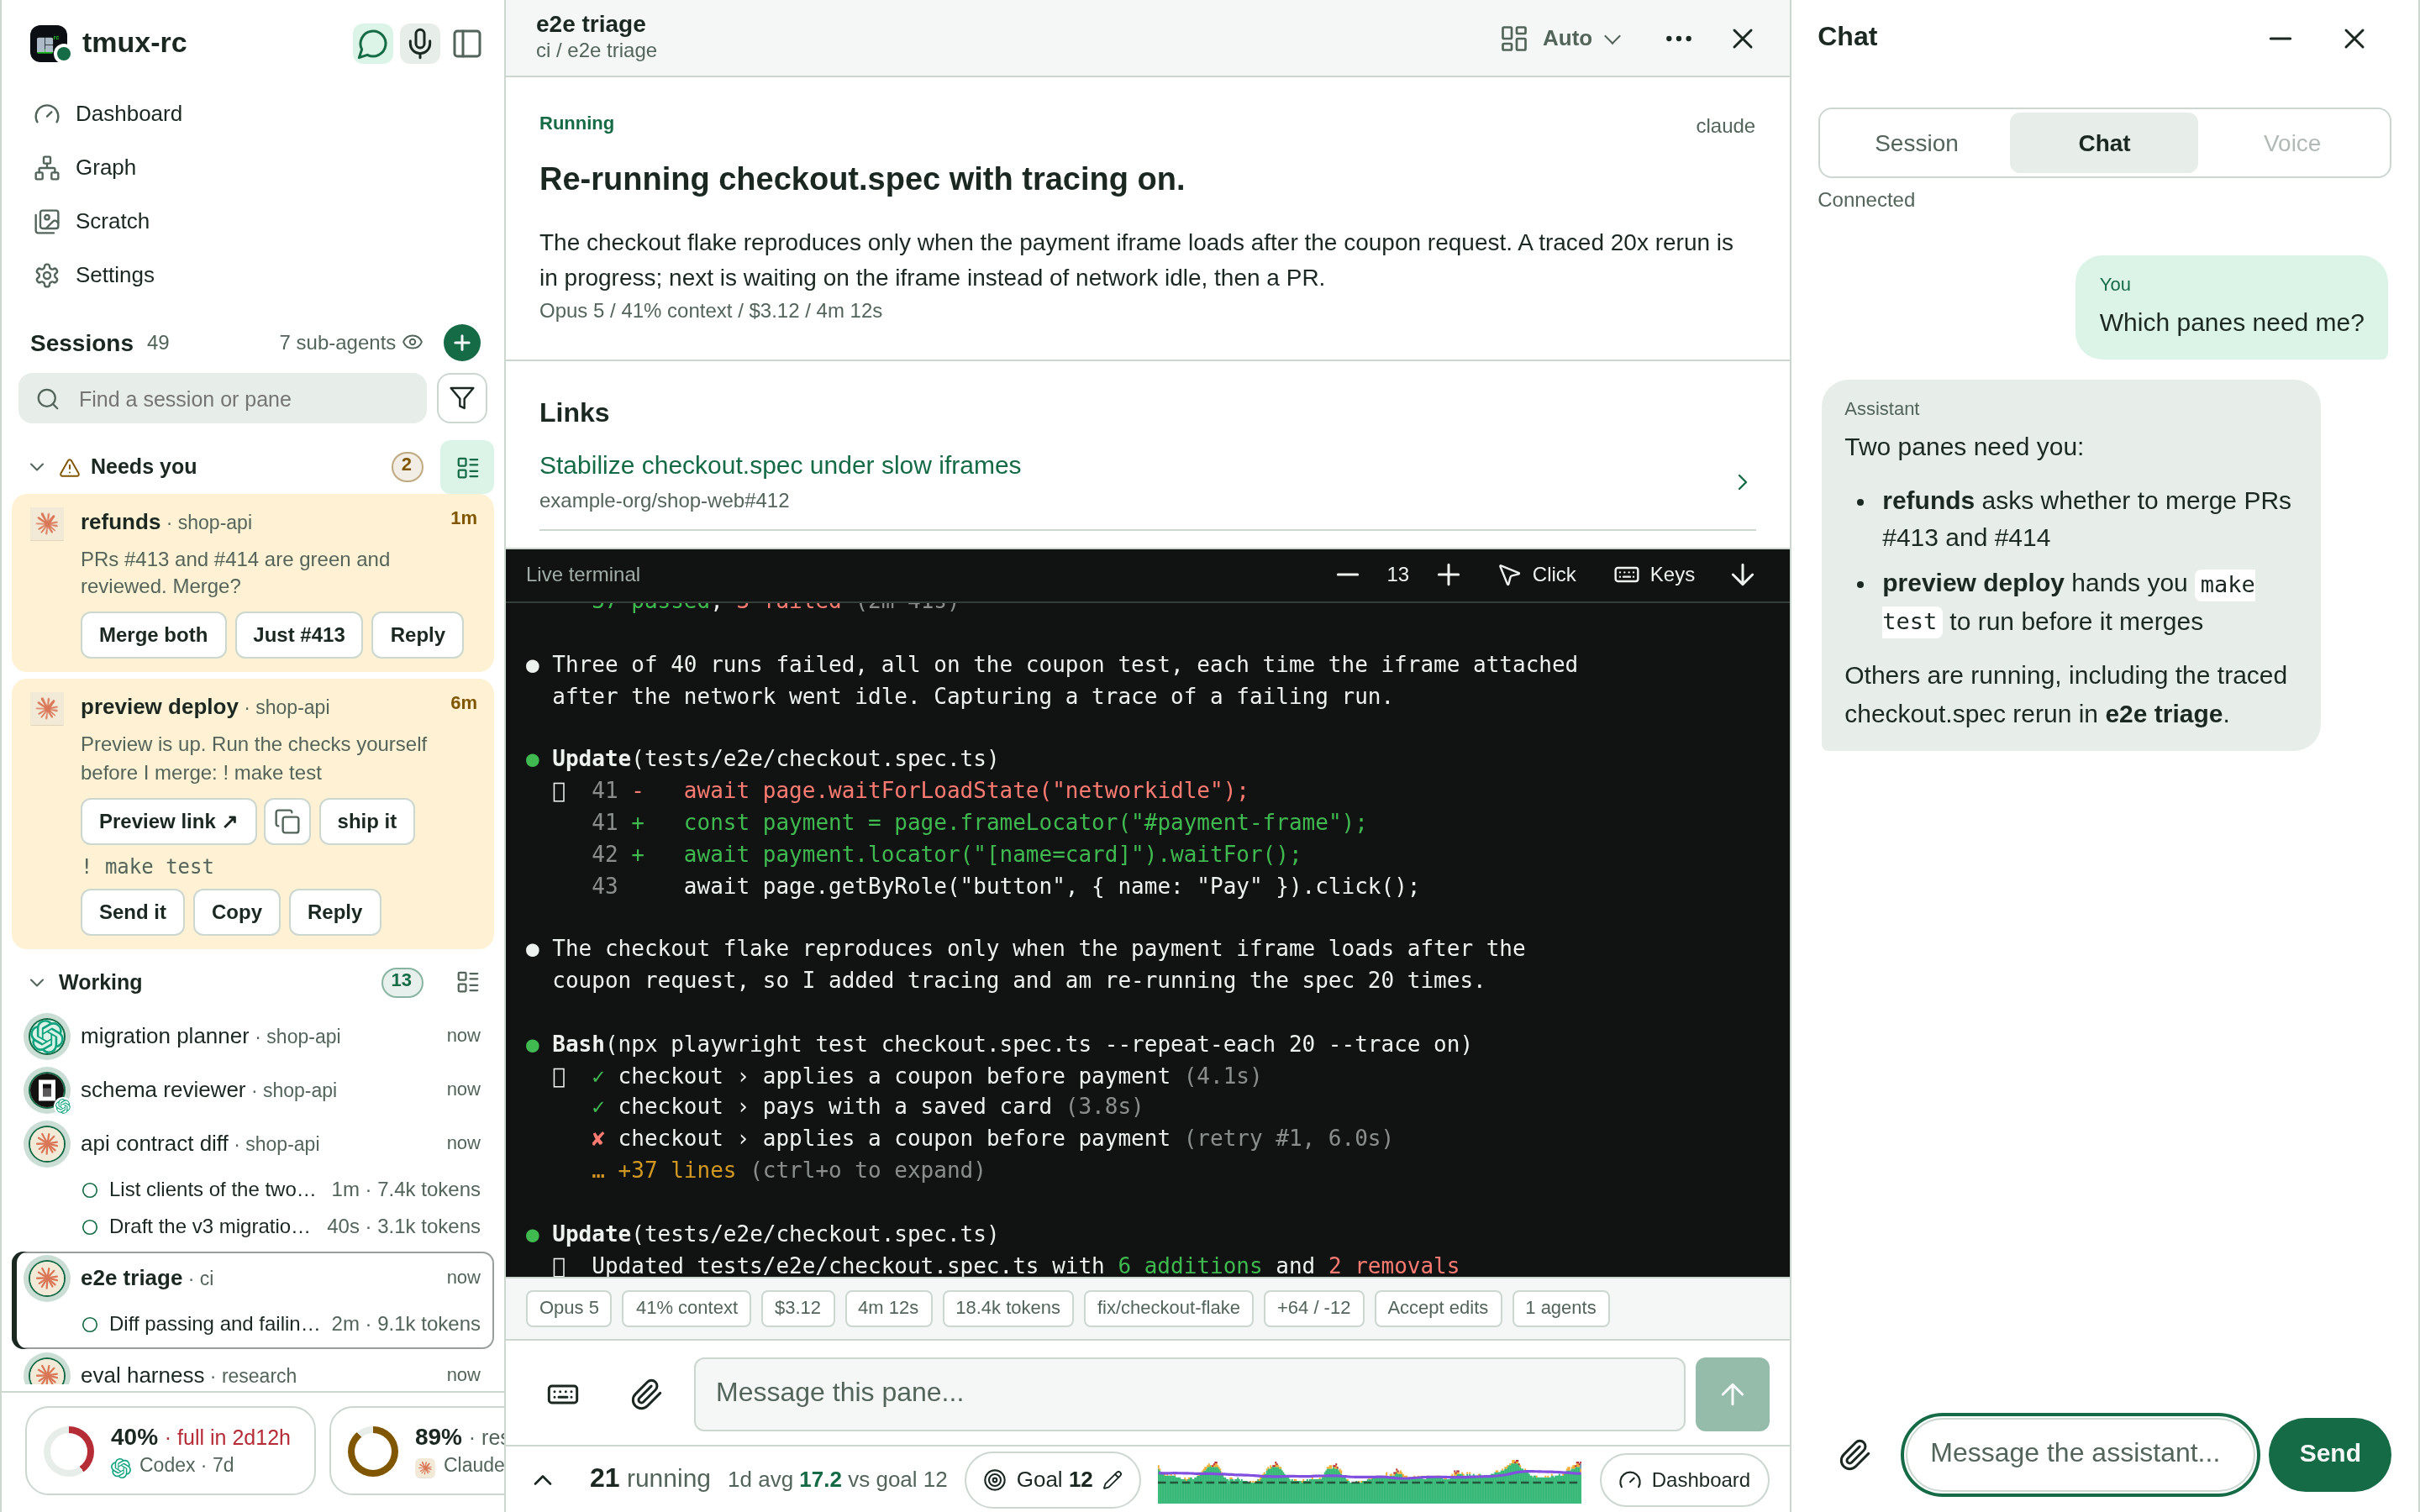 tmux-rc
Dashboard
Graph
Scratch
Settings
Sessions 49 7 sub-agents
Find a session or pane
Needs you 2
refunds · shop-api 1m
PRs #413 and #414 are green and
reviewed. Merge?
Merge both Just #413 Reply
preview deploy · shop-api 6m
Preview is up. Run the checks yourself
before I merge: ! make test
Preview link ↗ ship it
! make test
Send it Copy Reply
Working 13
migration planner · shop-api now
schema reviewer · shop-api now
api contract diff · shop-api now
List clients of the two… 1m · 7.4k tokens
Draft the v3 migratio… 40s · 3.1k tokens
e2e triage · ci now
Diff passing and failin… 2m · 9.1k tokens
eval harness · research now
40% · full in 2d12h
Codex · 7d
89% · res
Claude
e2e triage
ci / e2e triage
Auto
Running
claude
Re-running checkout.spec with tracing on.
The checkout flake reproduces only when the payment iframe loads after the coupon request. A traced 20x rerun is
in progress; next is waiting on the iframe instead of network idle, then a PR.
Opus 5 / 41% context / $3.12 / 4m 12s
Links
Stabilize checkout.spec under slow iframes
example-org/shop-web#412
Live terminal 13 Click Keys
37 passed, 3 failed (2m 41s)
● Three of 40 runs failed, all on the coupon test, each time the iframe attached
after the network went idle. Capturing a trace of a failing run.
● Update(tests/e2e/checkout.spec.ts)
41 - await page.waitForLoadState("networkidle");
41 + const payment = page.frameLocator("#payment-frame");
42 + await payment.locator("[name=card]").waitFor();
43 await page.getByRole("button", { name: "Pay" }).click();
● The checkout flake reproduces only when the payment iframe loads after the
coupon request, so I added tracing and am re-running the spec 20 times.
● Bash(npx playwright test checkout.spec.ts --repeat-each 20 --trace on)
✓ checkout › applies a coupon before payment (4.1s)
✓ checkout › pays with a saved card (3.8s)
✘ checkout › applies a coupon before payment (retry #1, 6.0s)
… +37 lines (ctrl+o to expand)
● Update(tests/e2e/checkout.spec.ts)
Updated tests/e2e/checkout.spec.ts with 6 additions and 2 removals
Opus 5 41% context $3.12 4m 12s 18.4k tokens fix/checkout-flake +64 / -12 Accept edits 1 agents
Message this pane...
21 running 1d avg 17.2 vs goal 12 Goal 12 Dashboard
Chat
Session Chat Voice
Connected
You
Which panes need me?
Assistant
Two panes need you:
• refunds asks whether to merge PRs
#413 and #414
• preview deploy hands you make
test to run before it merges
Others are running, including the traced
checkout.spec rerun in e2e triage.
Message the assistant... Send